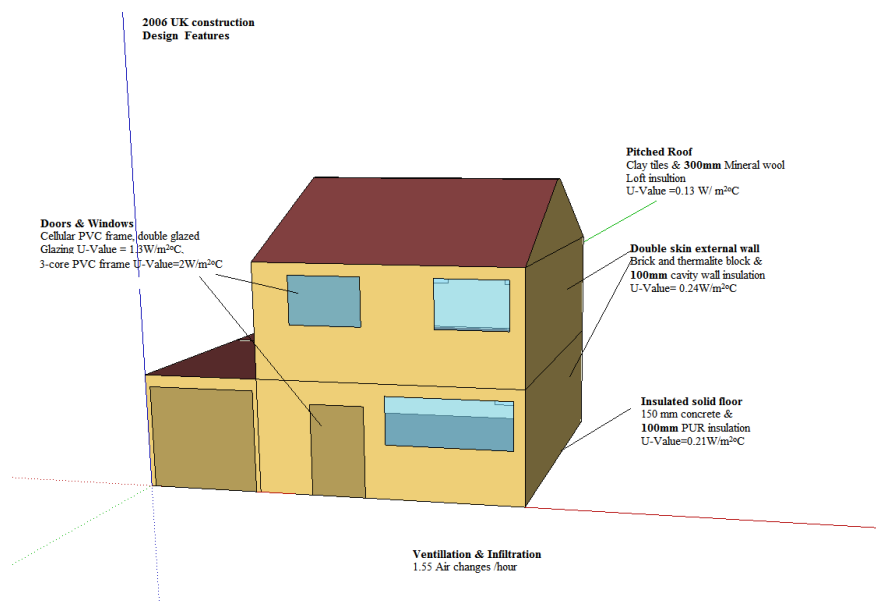 2006 UK construction
Design Features
Pitched Roof
Clay tiles & 300mm Mineral wool
Loft insultion
U-Value =0.13 W/ m²ºC
Doors & Windows
Cellular PVC frame, double glazed
Glazing U-Value = 1.3W/m²ºC.
3-core PVC frrame U-Value=2W/m²ºC
Double skin external wall
Brick and thermalite block &
100mm cavity wall insulation
U-Value= 0.24W/m²ºC
Insulated solid floor
150 mm concrete &
100mm PUR insulation
U-Value=0.21W/m²ºC
Ventillation & Infiltration
1.55 Air changes /hour